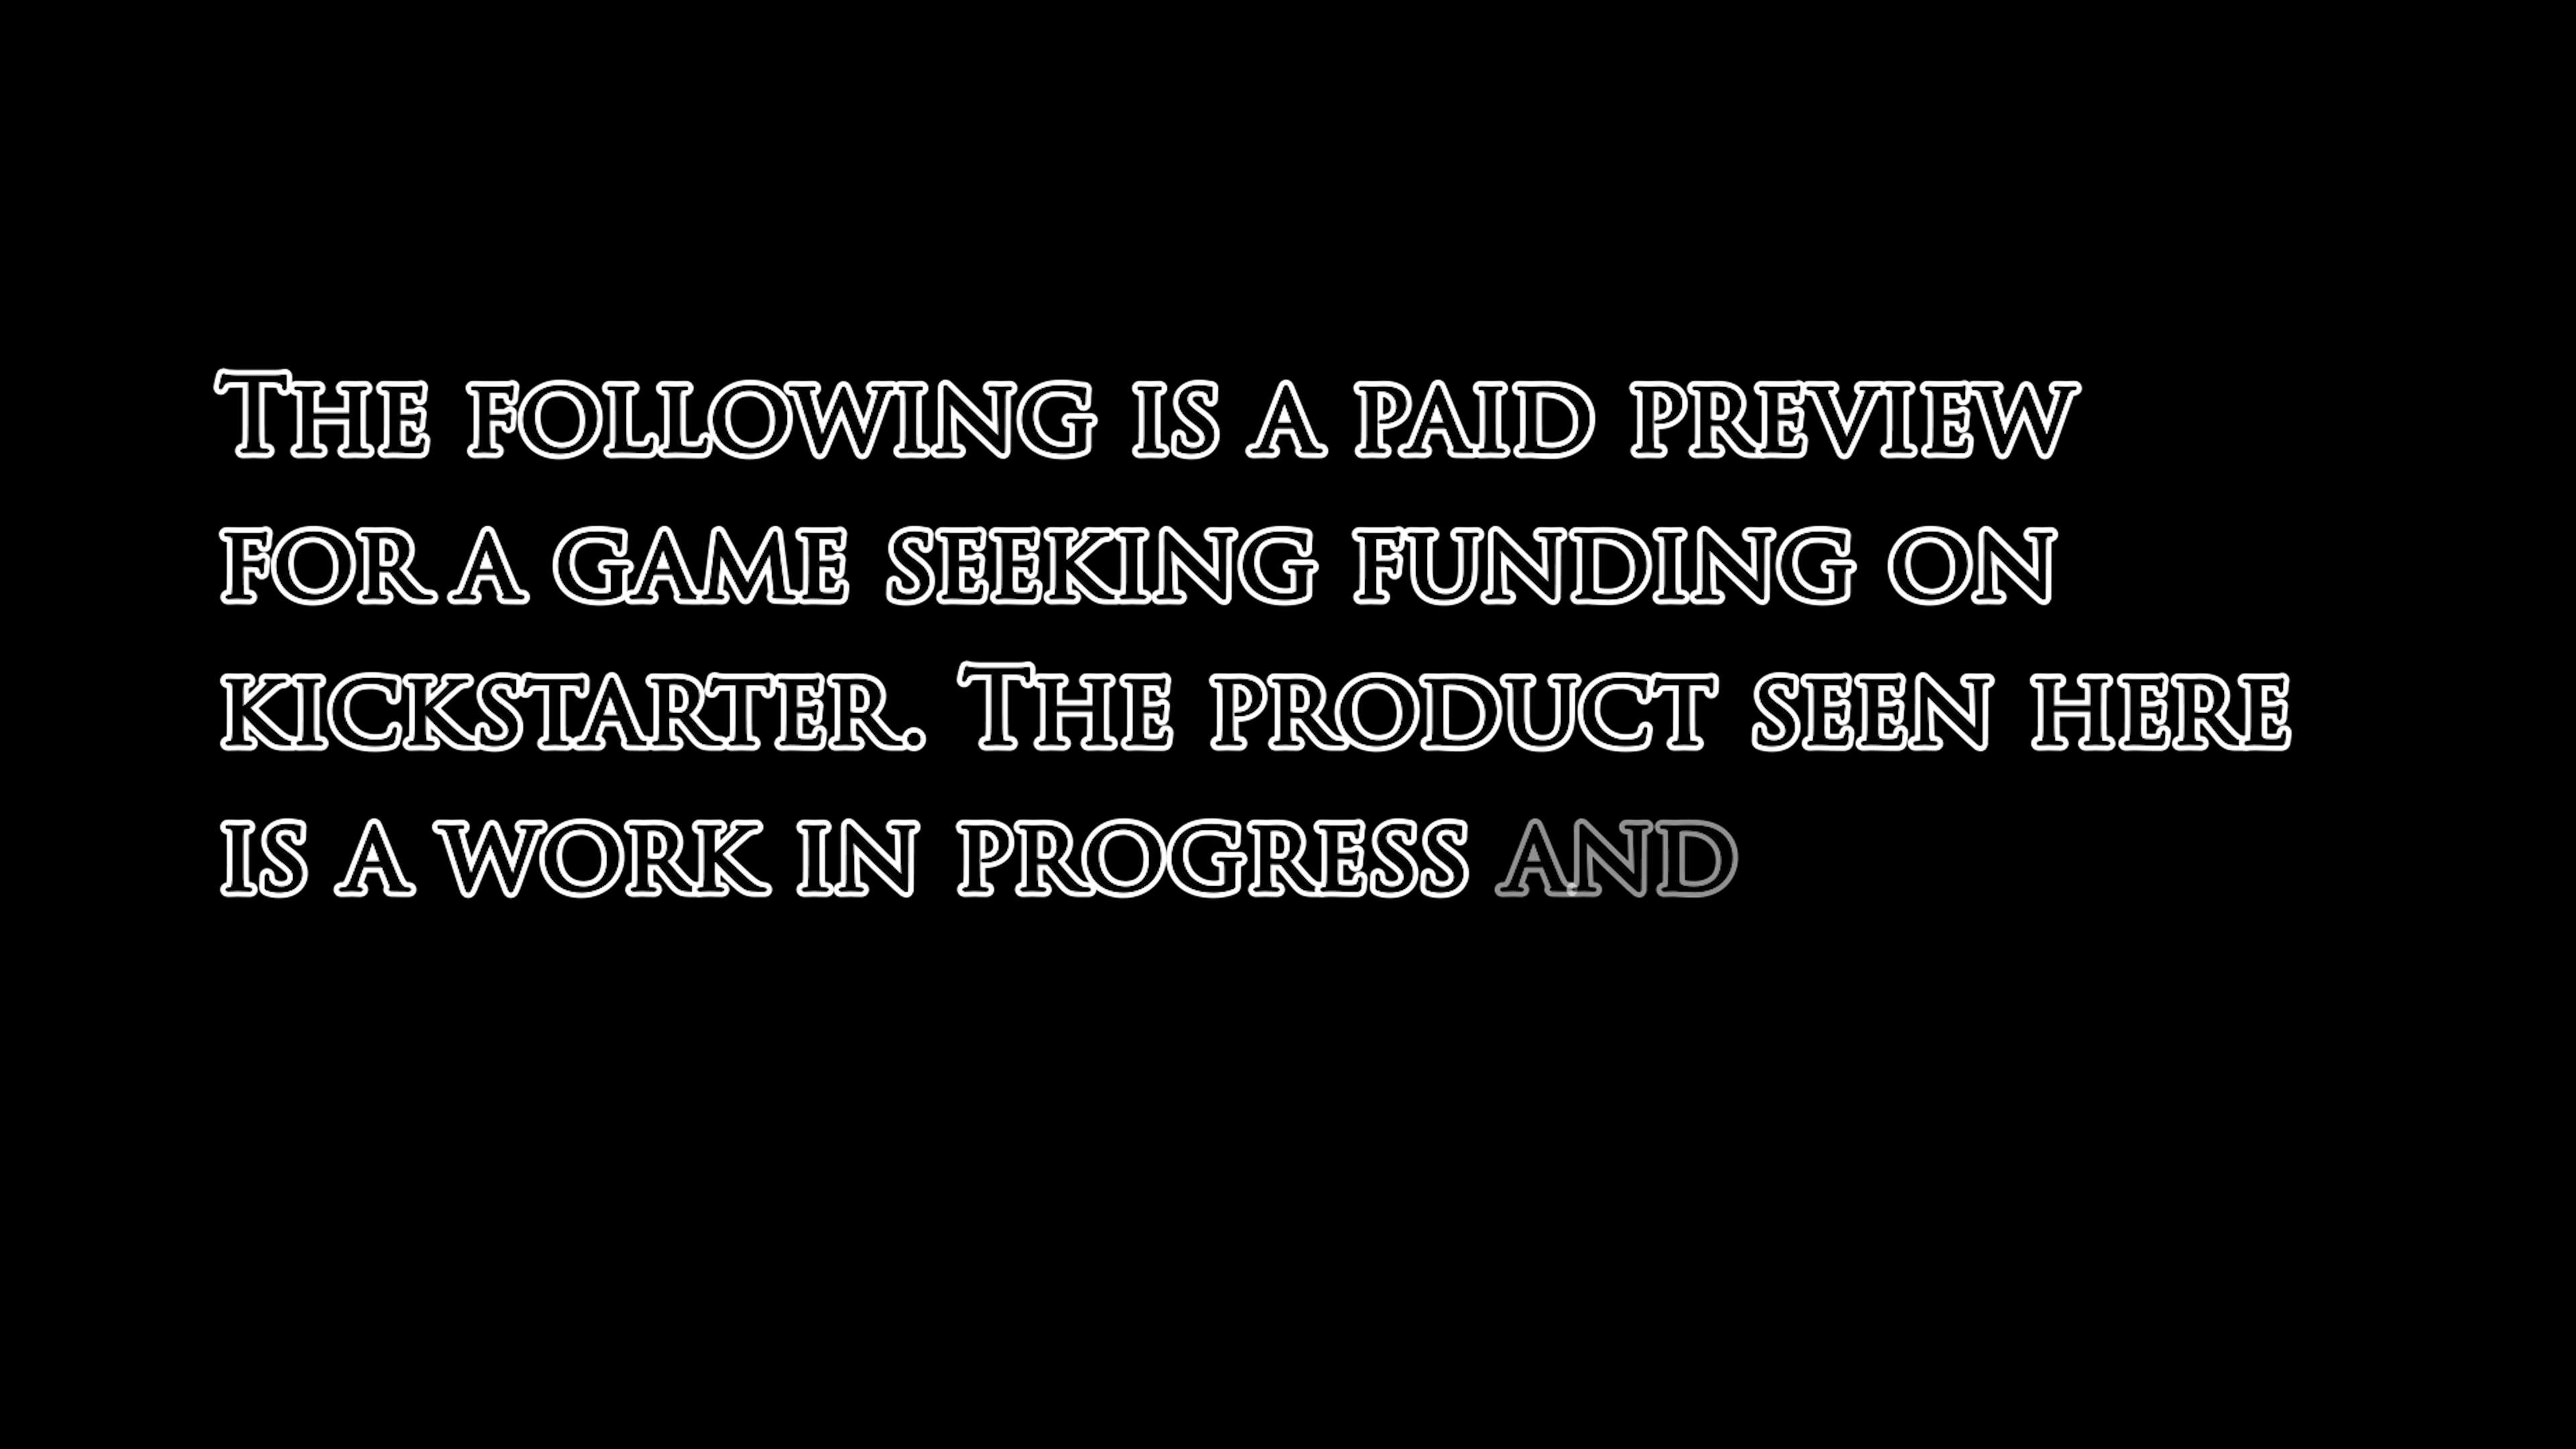 The following is a paid preview
for a game seeking funding on
kickstarter. The product seen here
is a work in progress and